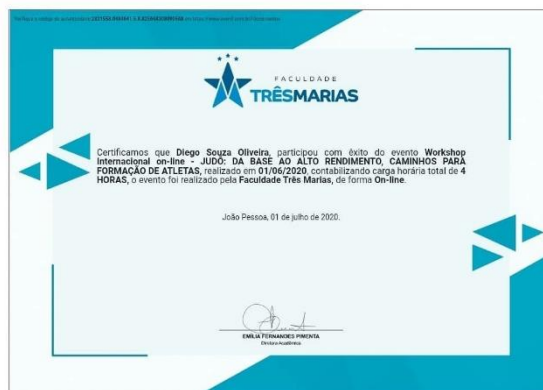 FACULDADE
TRÊSMARIAS
Certificamos que Diego Souza Oliveira, participou com êxito do evento Workshop
Internacional on-line - JUDÔ: DA BASE AO ALTO RENDIMENTO, CAMINHOS PARA
FORMAÇÃO DE ATLETAS, realizado em 01/06/2020, contabilizando carga horária total de 4
HORAS, o evento foi realizado pela Faculdade Três Marias, de forma On-line.
João Pessoa, 01 de julho de 2020.
EMÍLIA FERNANDES PIMENTA
Diretora Acadêmica